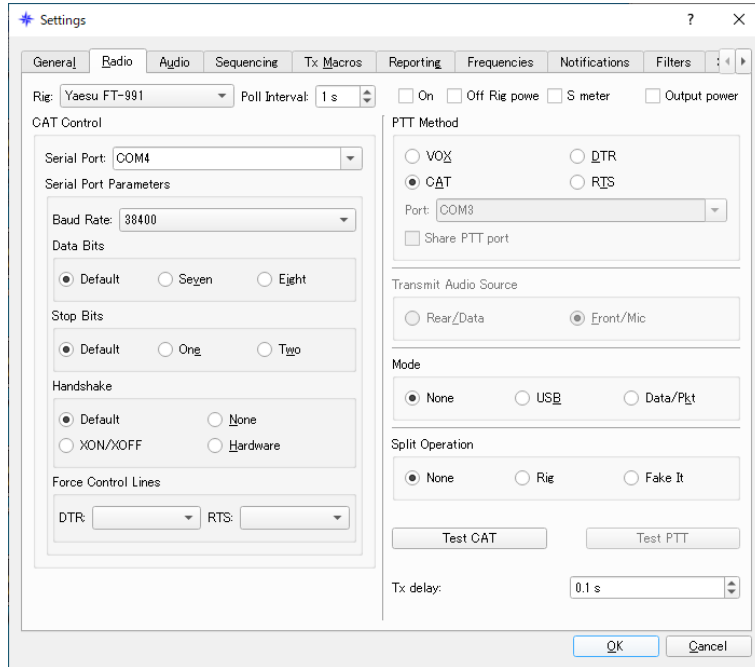 Settings
? ×
General Radio Audio Sequencing Tx Macros Reporting Frequencies Notifications Filters
Rig: Yaesu FT-991 Poll Interval: 1 s On Off Rig powe S meter Output power
CAT Control
Serial Port: COM4
Serial Port Parameters
Baud Rate: 38400
Data Bits
Default Seven Eight
Stop Bits
Default One Two
Handshake
Default None
XON/XOFF Hardware
Force Control Lines
DTR: RTS:
PTT Method
VOX DTR
CAT RTS
Port: COM3
Share PTT port
Transmit Audio Source
Rear/Data Front/Mic
Mode
None USB Data/Pkt
Split Operation
None Rig Fake It
Test CAT Test PTT
Tx delay: 0.1 s
OK Cancel